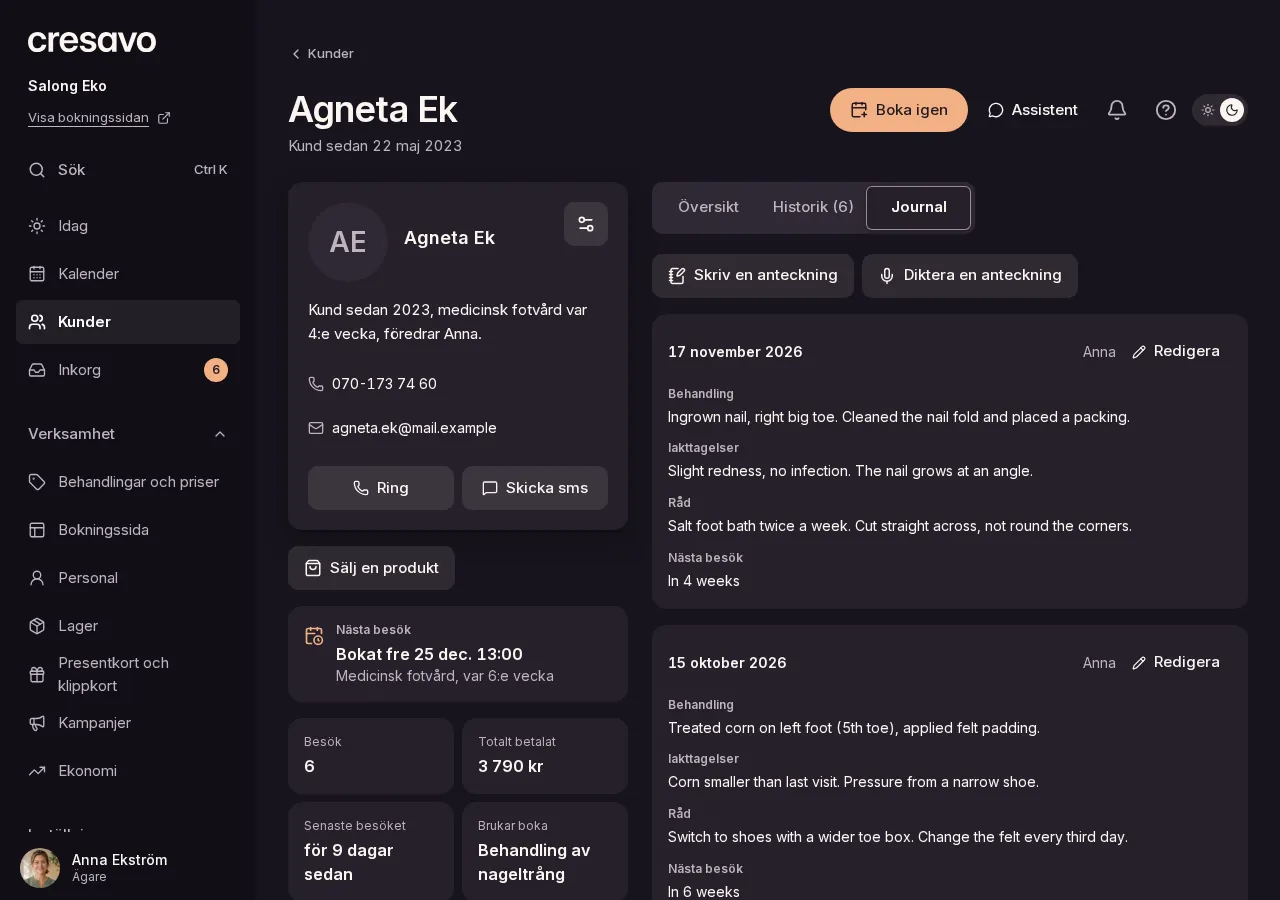 cresavo
Salong Eko
Visa bokningssidan
Sök Ctrl K
Idag
Kalender
Kunder
Inkorg 6
Verksamhet
Behandlingar och priser
Bokningssida
Personal
Lager
Presentkort och
klippkort
Kampanjer
Ekonomi
Anna Ekström
Ägare
Kunder
Agneta Ek
Kund sedan 22 maj 2023
Boka igen
Assistent
AE
Agneta Ek
Kund sedan 2023, medicinsk fotvård var
4:e vecka, föredrar Anna.
070-173 74 60
agneta.ek@mail.example
Ring
Skicka sms
Sälj en produkt
Nästa besök
Bokat fre 25 dec. 13:00
Medicinsk fotvård, var 6:e vecka
Besök
6
Totalt betalat
3 790 kr
Senaste besöket
för 9 dagar
sedan
Brukar boka
Behandling av
nageltrång
Översikt
Historik (6)
Journal
Skriv en anteckning
Diktera en anteckning
17 november 2026
Anna
Redigera
Behandling
Ingrown nail, right big toe. Cleaned the nail fold and placed a packing.
Iakttagelser
Slight redness, no infection. The nail grows at an angle.
Råd
Salt foot bath twice a week. Cut straight across, not round the corners.
Nästa besök
In 4 weeks
15 oktober 2026
Anna
Redigera
Behandling
Treated corn on left foot (5th toe), applied felt padding.
Iakttagelser
Corn smaller than last visit. Pressure from a narrow shoe.
Råd
Switch to shoes with a wider toe box. Change the felt every third day.
Nästa besök
In 6 weeks